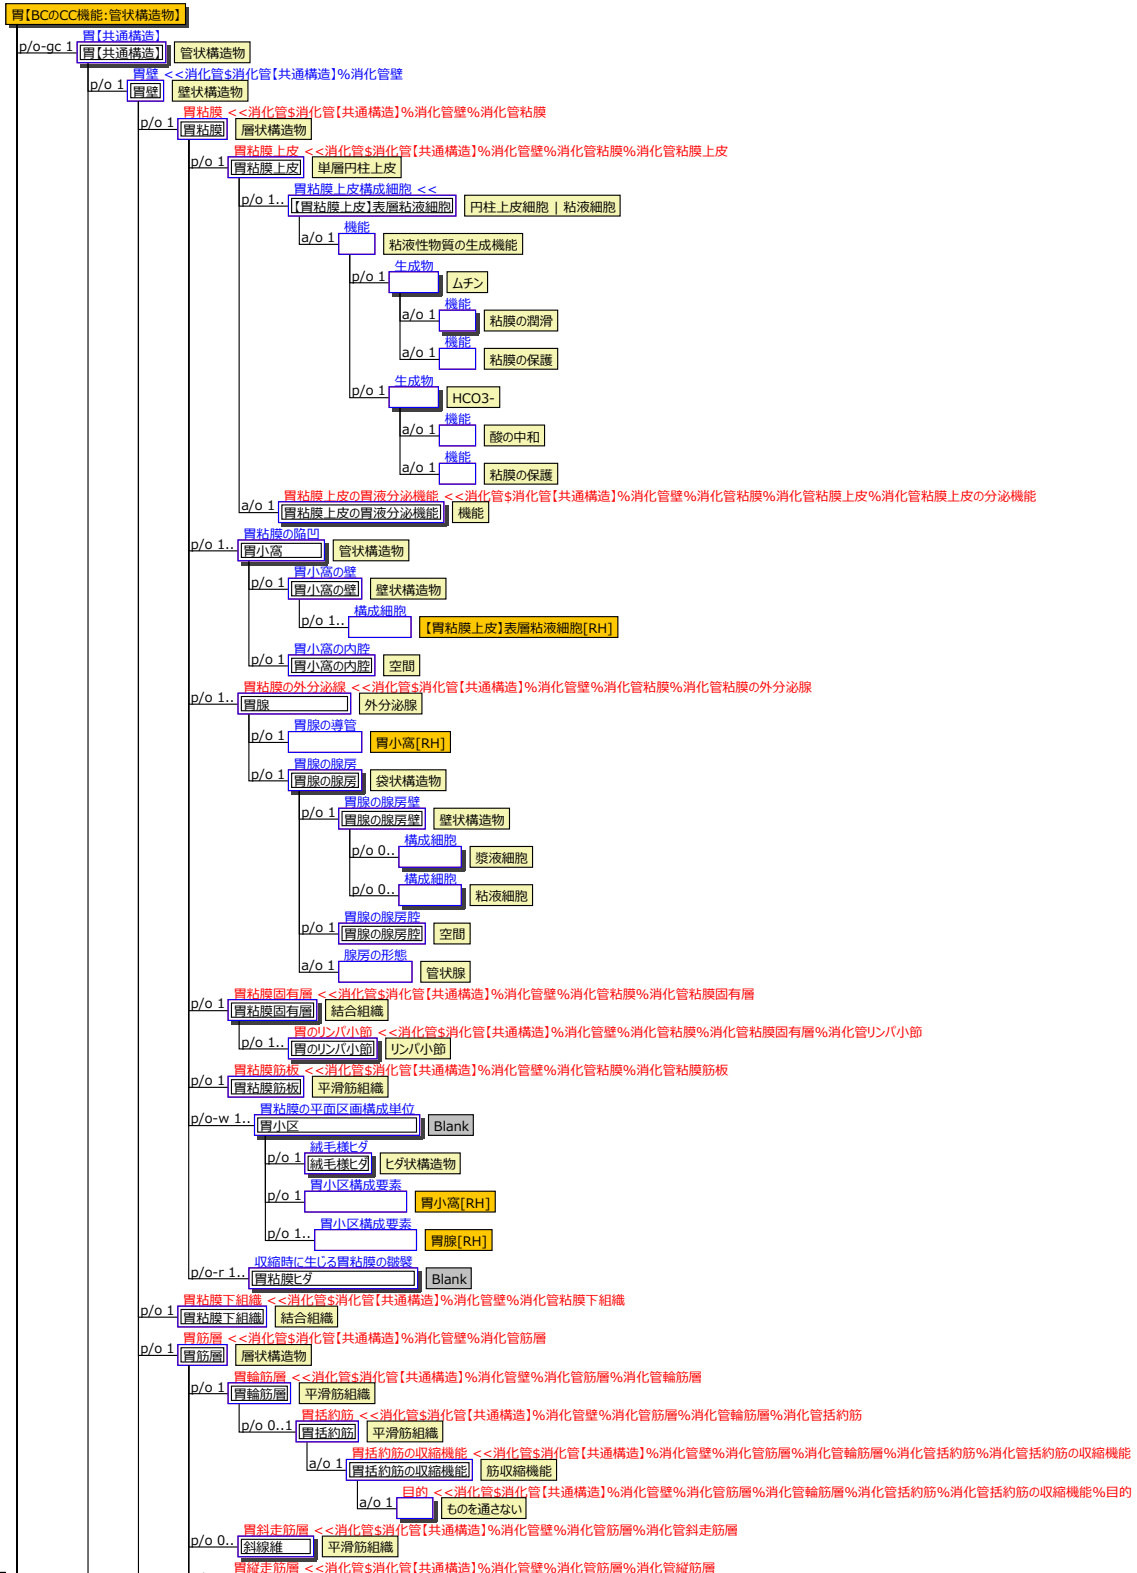 胃【BCのCC機能:管状構造物】
胃【共通構造】
p/o-gc 1 胃【共通構造】 管状構造物
胃壁 <<消化管$消化管【共通構造】%消化管壁
p/o 1 胃壁 壁状構造物
胃粘膜 <<消化管$消化管【共通構造】%消化管壁%消化管粘膜
p/o 1 胃粘膜 層状構造物
胃粘膜上皮 <<消化管$消化管【共通構造】%消化管壁%消化管粘膜%消化管粘膜上皮
p/o 1 胃粘膜上皮 単層円柱上皮
胃粘膜上皮構成細胞 <<
p/o 1.. 【胃粘膜上皮】表層粘液細胞 円柱上皮細胞 | 粘液細胞
機能
a/o 1 粘液性物質の生成機能
生成物
p/o 1 ムチン
機能
a/o 1 粘膜の潤滑
機能
a/o 1 粘膜の保護
生成物
p/o 1 HCO3-
機能
a/o 1 酸の中和
機能
a/o 1 粘膜の保護
胃粘膜上皮の胃液分泌機能 <<消化管$消化管【共通構造】%消化管壁%消化管粘膜%消化管粘膜上皮%消化管粘膜上皮の分泌機能
a/o 1 胃粘膜上皮の胃液分泌機能 機能
胃粘膜の陥凹
p/o 1.. 胃小窩 管状構造物
胃小窩の壁
p/o 1 胃小窩の壁 壁状構造物
構成細胞
p/o 1.. 【胃粘膜上皮】表層粘液細胞[RH]
胃小窩の内腔
p/o 1 胃小窩の内腔 空間
胃粘膜の外分泌線 <<消化管$消化管【共通構造】%消化管壁%消化管粘膜%消化管粘膜の外分泌腺
p/o 1.. 胃腺 外分泌腺
胃腺の導管
p/o 1 胃小窩[RH]
胃腺の腺房
p/o 1 胃腺の腺房 袋状構造物
胃腺の腺房壁
p/o 1 胃腺の腺房壁 壁状構造物
構成細胞
p/o 0.. 漿液細胞
構成細胞
p/o 0.. 粘液細胞
胃腺の腺房腔
p/o 1 胃腺の腺房腔 空間
腺房の形態
a/o 1 管状腺
胃粘膜固有層 <<消化管$消化管【共通構造】%消化管壁%消化管粘膜%消化管粘膜固有層
p/o 1 胃粘膜固有層 結合組織
胃のリンパ小節 <<消化管$消化管【共通構造】%消化管壁%消化管粘膜%消化管粘膜固有層%消化管リンパ小節
p/o 1.. 胃のリンパ小節 リンパ小節
胃粘膜筋板 <<消化管$消化管【共通構造】%消化管壁%消化管粘膜%消化管粘膜筋板
p/o 1 胃粘膜筋板 平滑筋組織
胃粘膜の平面区画構成単位
p/o-w 1.. 胃小区 Blank
絨毛様ヒダ
p/o 1 絨毛様ヒダ ヒダ状構造物
胃小区構成要素
p/o 1 胃小窩[RH]
胃小区構成要素
p/o 1.. 胃腺[RH]
収縮時に生じる胃粘膜の皺襞
p/o-r 1.. 胃粘膜ヒダ Blank
胃粘膜下組織 <<消化管$消化管【共通構造】%消化管壁%消化管粘膜下組織
p/o 1 胃粘膜下組織 結合組織
胃筋層 <<消化管$消化管【共通構造】%消化管壁%消化管筋層
p/o 1 胃筋層 層状構造物
胃輪筋層 <<消化管$消化管【共通構造】%消化管壁%消化管筋層%消化管輪筋層
p/o 1 胃輪筋層 平滑筋組織
胃括約筋 <<消化管$消化管【共通構造】%消化管壁%消化管筋層%消化管輪筋層%消化管括約筋
p/o 0..1 胃括約筋 平滑筋組織
胃括約筋の収縮機能 <<消化管$消化管【共通構造】%消化管壁%消化管筋層%消化管輪筋層%消化管括約筋%消化管括約筋の収縮機能
a/o 1 胃括約筋の収縮機能 筋収縮機能
目的 <<消化管$消化管【共通構造】%消化管壁%消化管筋層%消化管輪筋層%消化管括約筋%消化管括約筋の収縮機能%目的
a/o 1 ものを通さない
胃斜走筋層 <<消化管$消化管【共通構造】%消化管壁%消化管筋層%消化管斜走筋層
p/o 0.. 斜線維 平滑筋組織
胃縦走筋層 <<消化管$消化管【共通構造】%消化管壁%消化管筋層%消化管縦筋層